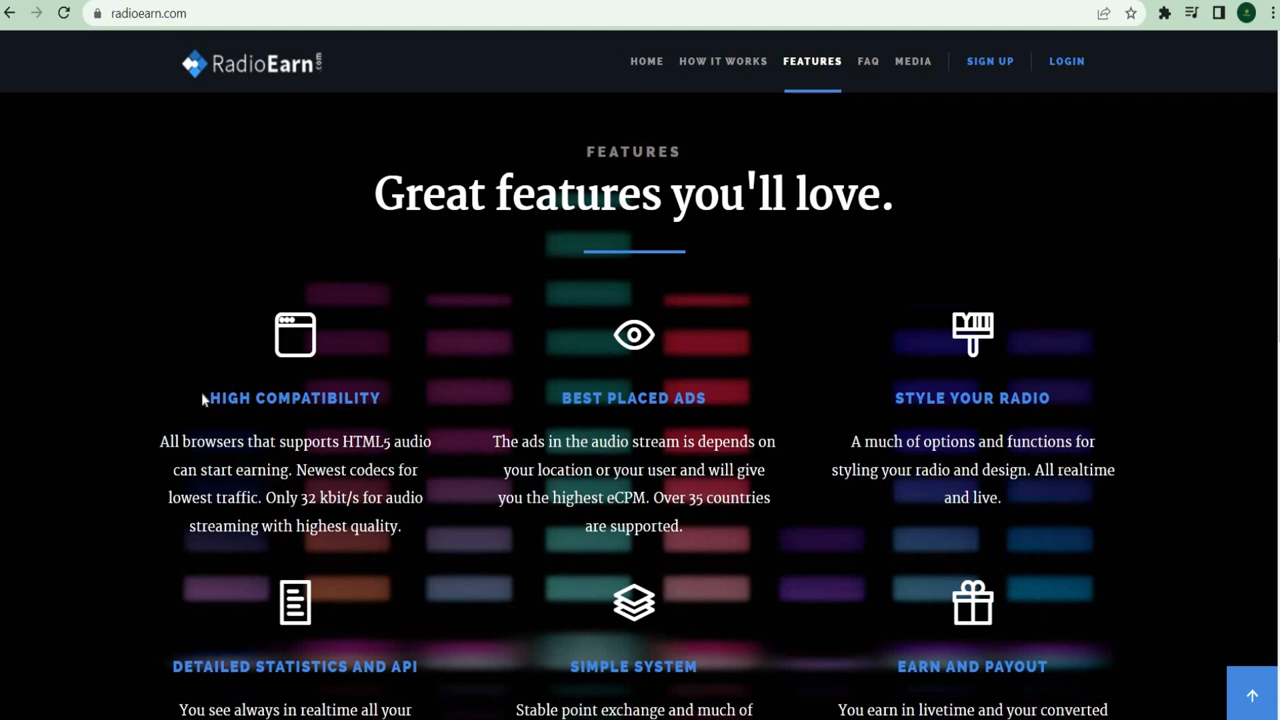 radioearn.com
RadioEarn.com
HOME HOW IT WORKS FEATURES FAQ MEDIA SIGN UP LOGIN
FEATURES
Great features you'll love.
HIGH COMPATIBILITY
All browsers that supports HTML5 audio
can start earning. Newest codecs for
lowest traffic. Only 32 kbit/s for audio
streaming with highest quality.
BEST PLACED ADS
The ads in the audio stream is depends on
your location or your user and will give
you the highest eCPM. Over 35 countries
are supported.
STYLE YOUR RADIO
A much of options and functions for
styling your radio and design. All realtime
and live.
DETAILED STATISTICS AND API
You see always in realtime all your
SIMPLE SYSTEM
Stable point exchange and much of
EARN AND PAYOUT
You earn in livetime and your converted